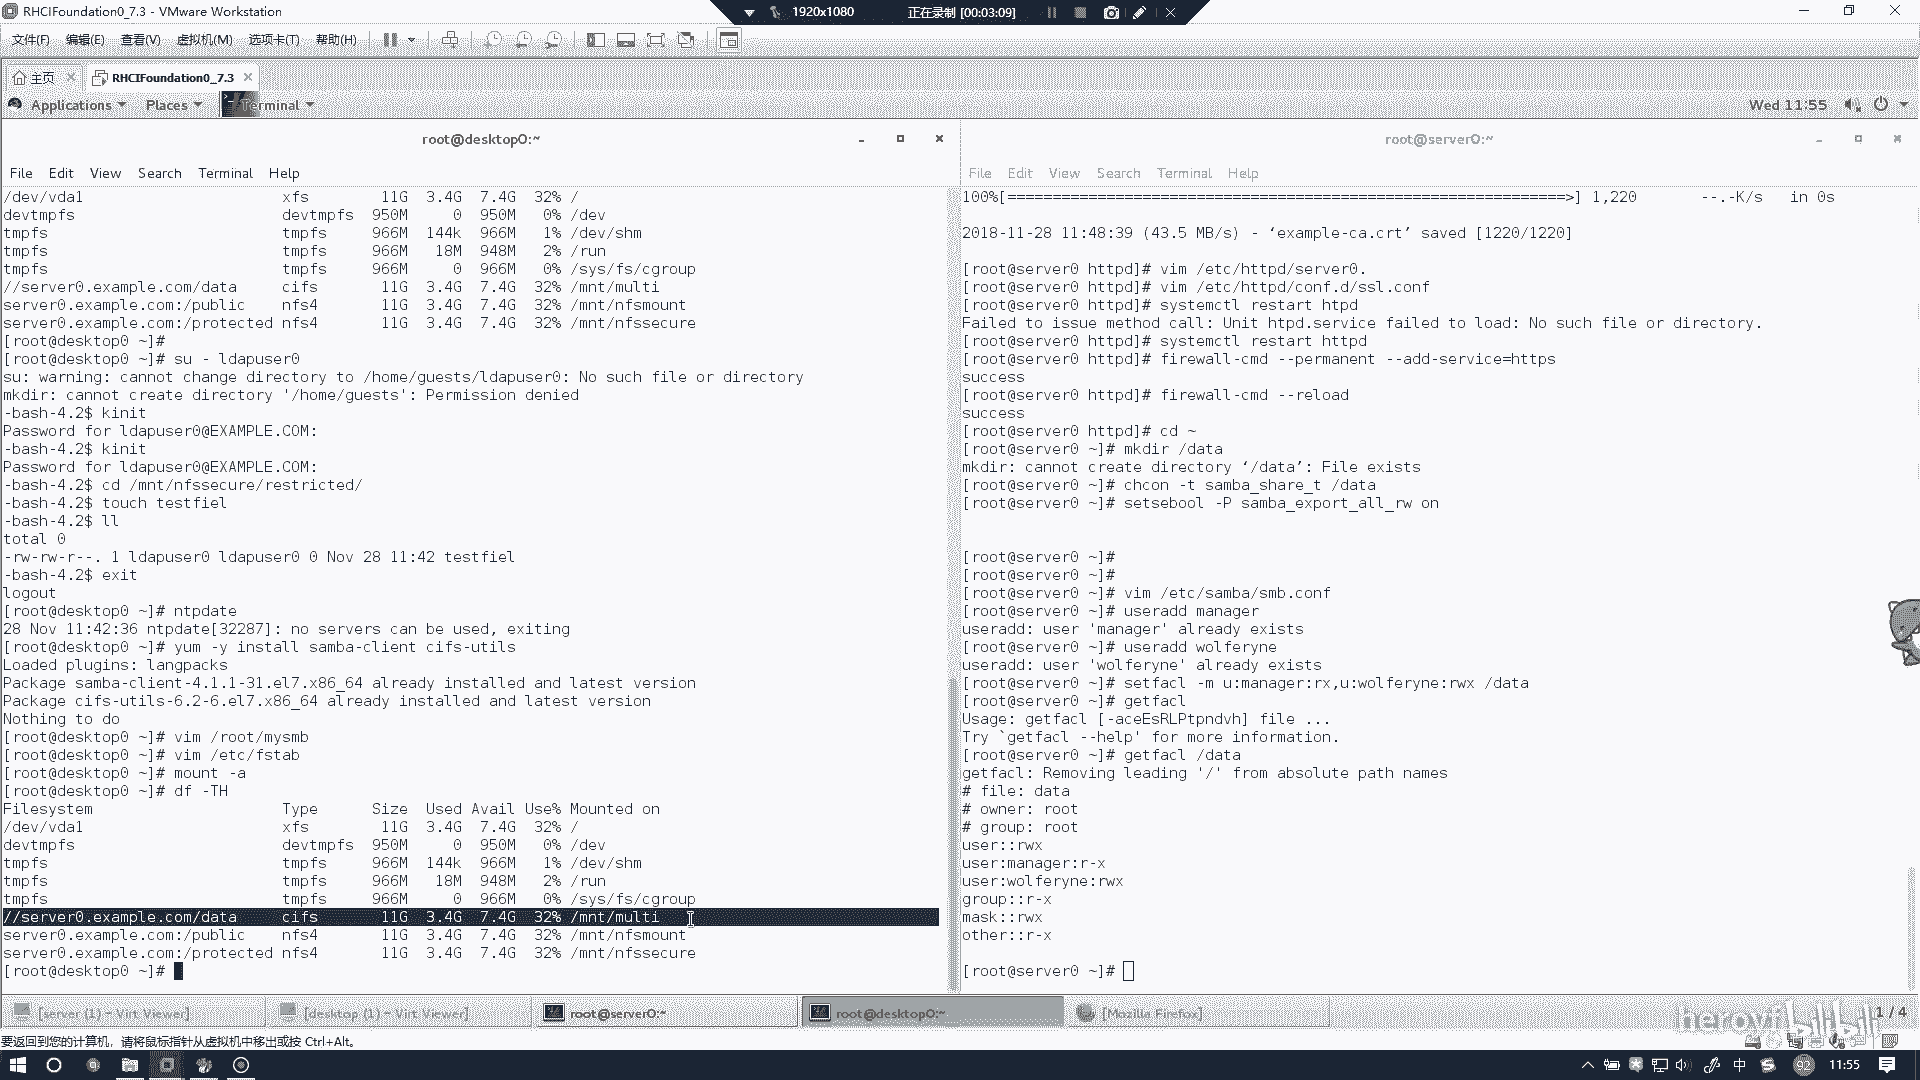 RHCIFoundation0_7.3 - VMware Workstation
1920x1080 正在录制 [00:03:09]
文件(F) 编辑(E) 查看(V) 虚拟机(M) 选项卡(T) 帮助(H)
主页 RHCIFoundation0_7.3
Applications Places Terminal Wed 11:55
root@desktop0:~
File Edit View Search Terminal Help
/dev/vda1 xfs 11G 3.4G 7.4G 32% /
devtmpfs devtmpfs 950M 0 950M 0% /dev
tmpfs tmpfs 966M 144k 966M 1% /dev/shm
tmpfs tmpfs 966M 18M 948M 2% /run
tmpfs tmpfs 966M 0 966M 0% /sys/fs/cgroup
//server0.example.com/data cifs 11G 3.4G 7.4G 32% /mnt/multi
server0.example.com:/public nfs4 11G 3.4G 7.4G 32% /mnt/nfsmount
server0.example.com:/protected nfs4 11G 3.4G 7.4G 32% /mnt/nfssecure
[root@desktop0 ~]#
[root@desktop0 ~]# su - ldapuser0
su: warning: cannot change directory to /home/guests/ldapuser0: No such file or directory
mkdir: cannot create directory '/home/guests': Permission denied
-bash-4.2$ kinit
Password for ldapuser0@EXAMPLE.COM:
-bash-4.2$ kinit
Password for ldapuser0@EXAMPLE.COM:
-bash-4.2$ cd /mnt/nfssecure/restricted/
-bash-4.2$ touch testfiel
-bash-4.2$ ll
total 0
-rw-rw-r--. 1 ldapuser0 ldapuser0 0 Nov 28 11:42 testfiel
-bash-4.2$ exit
logout
[root@desktop0 ~]# ntpdate
28 Nov 11:42:36 ntpdate[32287]: no servers can be used, exiting
[root@desktop0 ~]# yum -y install samba-client cifs-utils
Loaded plugins: langpacks
Package samba-client-4.1.1-31.el7.x86_64 already installed and latest version
Package cifs-utils-6.2-6.el7.x86_64 already installed and latest version
Nothing to do
[root@desktop0 ~]# vim /root/mysmb
[root@desktop0 ~]# vim /etc/fstab
[root@desktop0 ~]# mount -a
[root@desktop0 ~]# df -TH
Filesystem Type Size Used Avail Use% Mounted on
/dev/vda1 xfs 11G 3.4G 7.4G 32% /
devtmpfs devtmpfs 950M 0 950M 0% /dev
tmpfs tmpfs 966M 144k 966M 1% /dev/shm
tmpfs tmpfs 966M 18M 948M 2% /run
tmpfs tmpfs 966M 0 966M 0% /sys/fs/cgroup
//server0.example.com/data cifs 11G 3.4G 7.4G 32% /mnt/multi
server0.example.com:/public nfs4 11G 3.4G 7.4G 32% /mnt/nfsmount
server0.example.com:/protected nfs4 11G 3.4G 7.4G 32% /mnt/nfssecure
[root@desktop0 ~]#
root@server0:~
File Edit View Search Terminal Help
100%[==============================================================>] 1,220 --.-K/s in 0s
2018-11-28 11:48:39 (43.5 MB/s) - ‘example-ca.crt’ saved [1220/1220]
[root@server0 httpd]# vim /etc/httpd/server0.
[root@server0 httpd]# vim /etc/httpd/conf.d/ssl.conf
[root@server0 httpd]# systemctl restart htpd
Failed to issue method call: Unit htpd.service failed to load: No such file or directory.
[root@server0 httpd]# systemctl restart httpd
[root@server0 httpd]# firewall-cmd --permanent --add-service=https
success
[root@server0 httpd]# firewall-cmd --reload
success
[root@server0 httpd]# cd ~
[root@server0 ~]# mkdir /data
mkdir: cannot create directory ‘/data’: File exists
[root@server0 ~]# chcon -t samba_share_t /data
[root@server0 ~]# setsebool -P samba_export_all_rw on
[root@server0 ~]#
[root@server0 ~]#
[root@server0 ~]# vim /etc/samba/smb.conf
[root@server0 ~]# useradd manager
useradd: user 'manager' already exists
[root@server0 ~]# useradd wolferyne
useradd: user 'wolferyne' already exists
[root@server0 ~]# setfacl -m u:manager:rx,u:wolferyne:rwx /data
[root@server0 ~]# getfacl
Usage: getfacl [-aceEsRLPtpndvh] file ...
Try `getfacl --help' for more information.
[root@server0 ~]# getfacl /data
getfacl: Removing leading '/' from absolute path names
# file: data
# owner: root
# group: root
user::rwx
user:manager:r-x
user:wolferyne:rwx
group::r-x
mask::rwx
other::r-x
[root@server0 ~]#
[server (1) - Virt Viewer] [desktop (1) - Virt Viewer] root@server0:~ root@desktop0:~ [Mozilla Firefox] 1 / 4
bilibili
要返回到您的计算机，请将鼠标指针从虚拟机中移出或按 Ctrl+Alt。
中 92 11:55